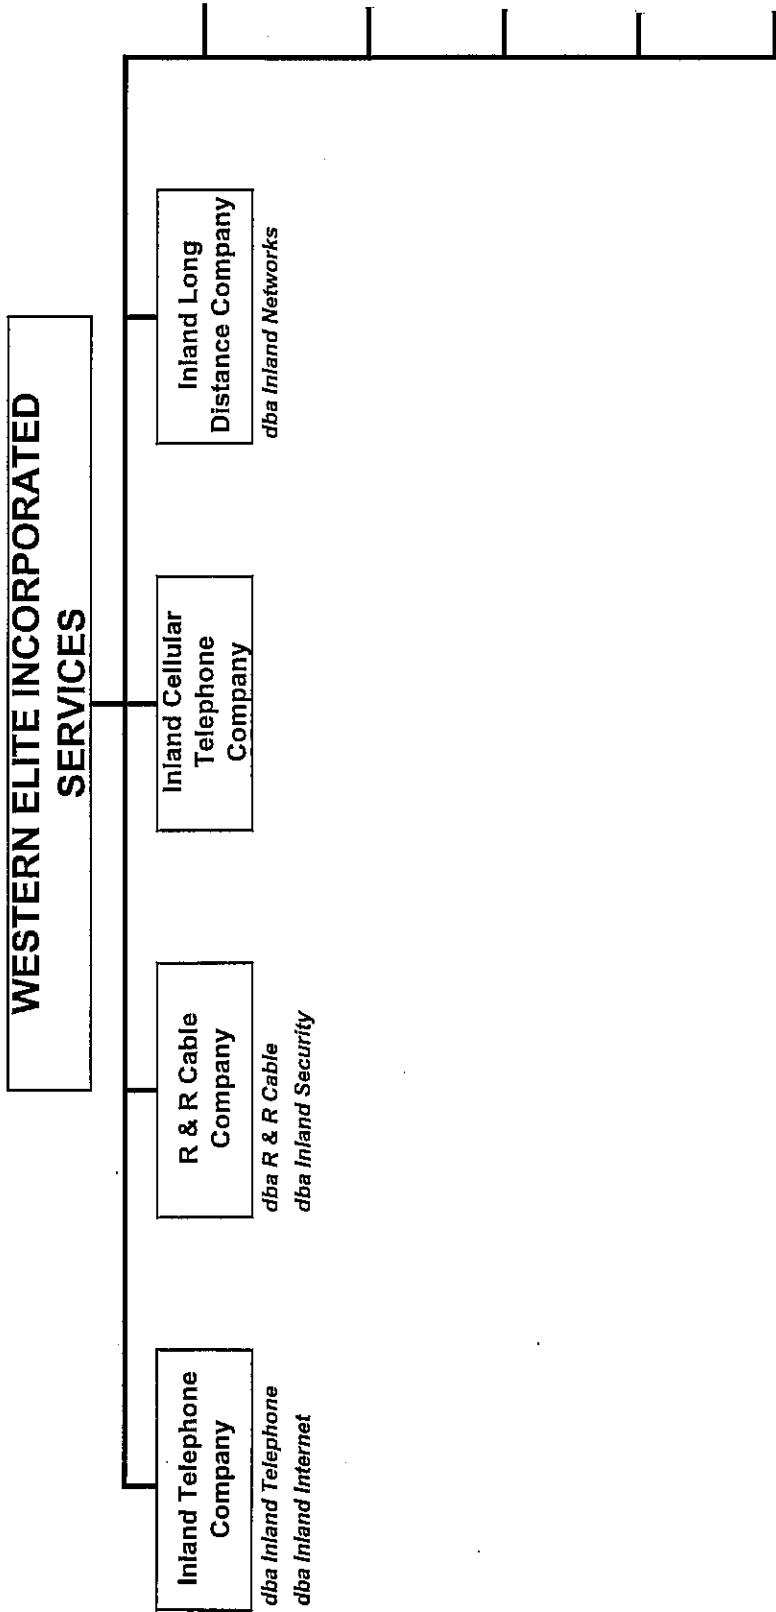 WESTERN ELITE INCORPORATED
SERVICES
Inland Telephone
Company
dba Inland Telephone
dba Inland Internet
R & R Cable
Company
dba R & R Cable
dba Inland Security
Inland Cellular
Telephone
Company
Inland Long
Distance Company
dba Inland Networks